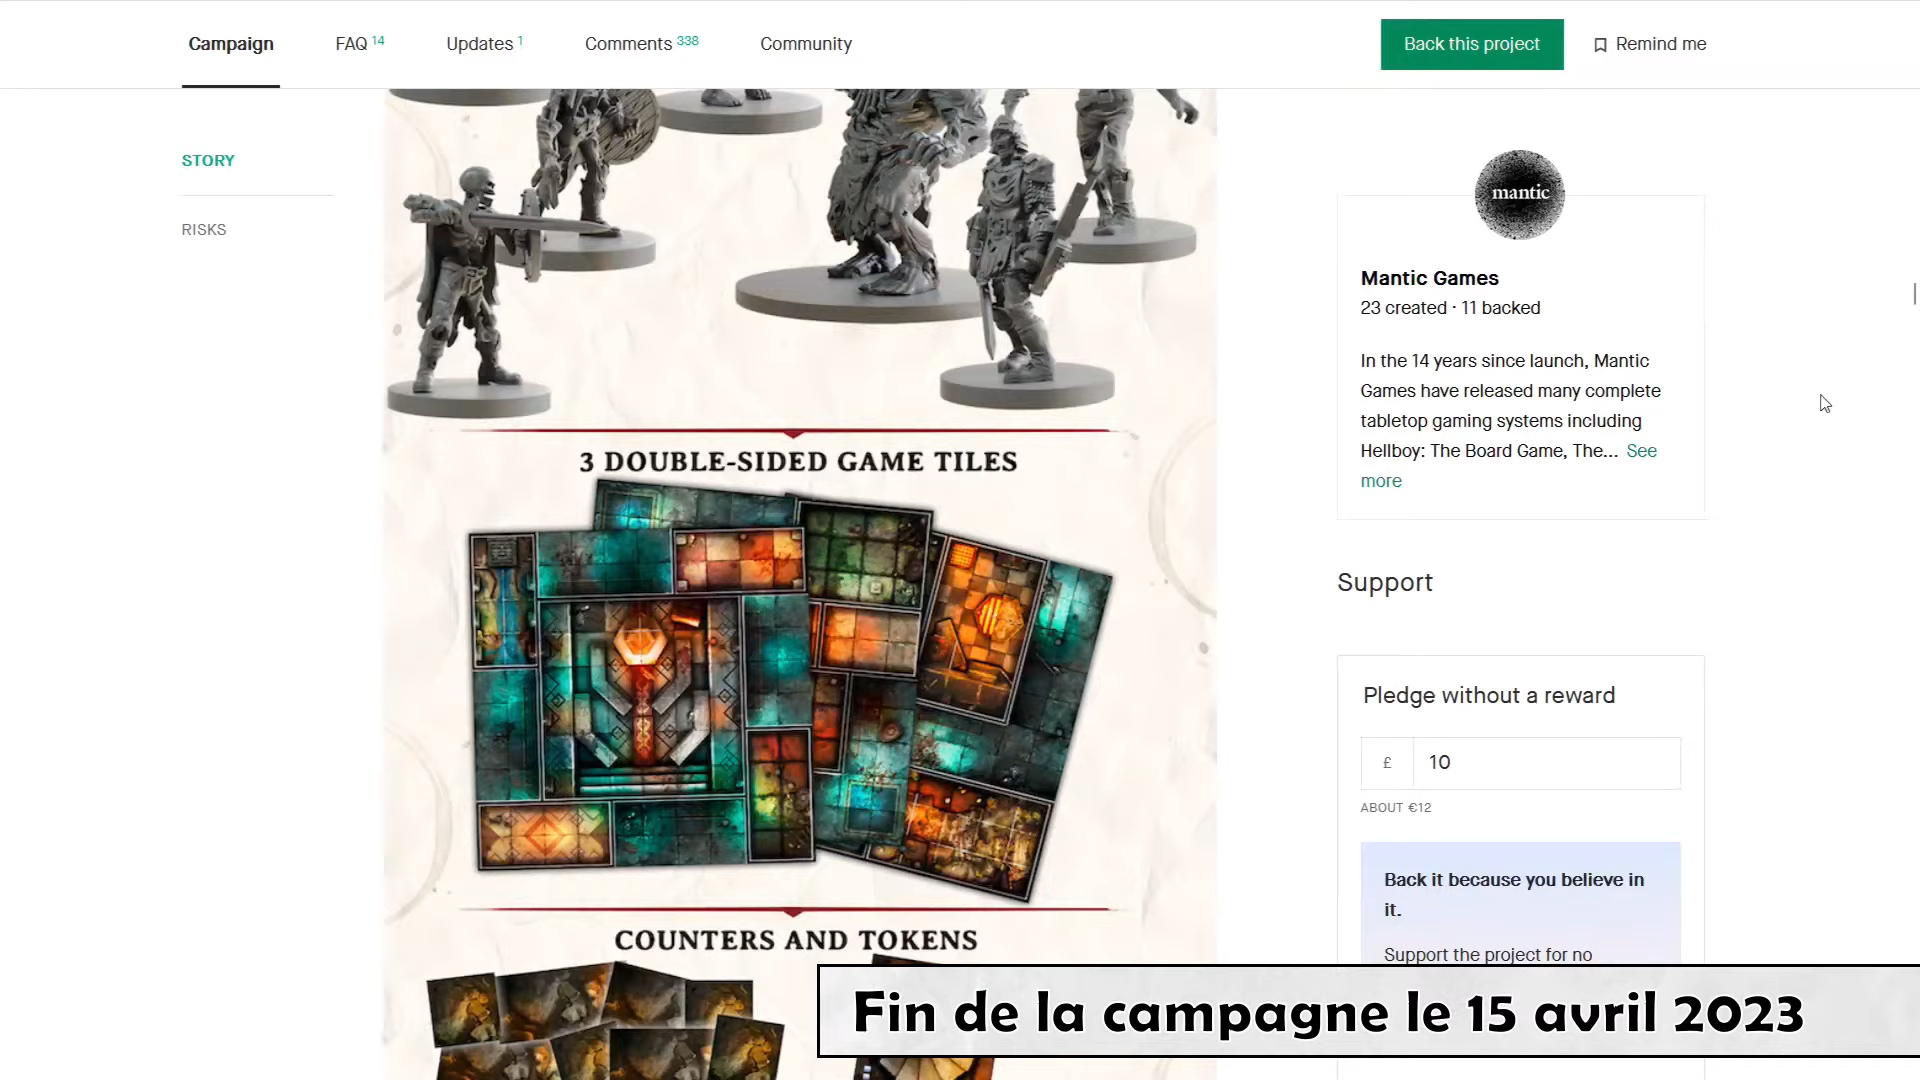 Campaign
FAQ 14
Updates 1
Comments 338
Community
Back this project
Remind me
STORY
RISKS
mantic
Mantic Games
23 created · 11 backed
In the 14 years since launch, Mantic
Games have released many complete
tabletop gaming systems including
Hellboy: The Board Game, The... See
more
3 DOUBLE-SIDED GAME TILES
Support
Pledge without a reward
£ 10
ABOUT €12
Back it because you believe in
it.
Support the project for no
COUNTERS AND TOKENS
Fin de la campagne le 15 avril 2023